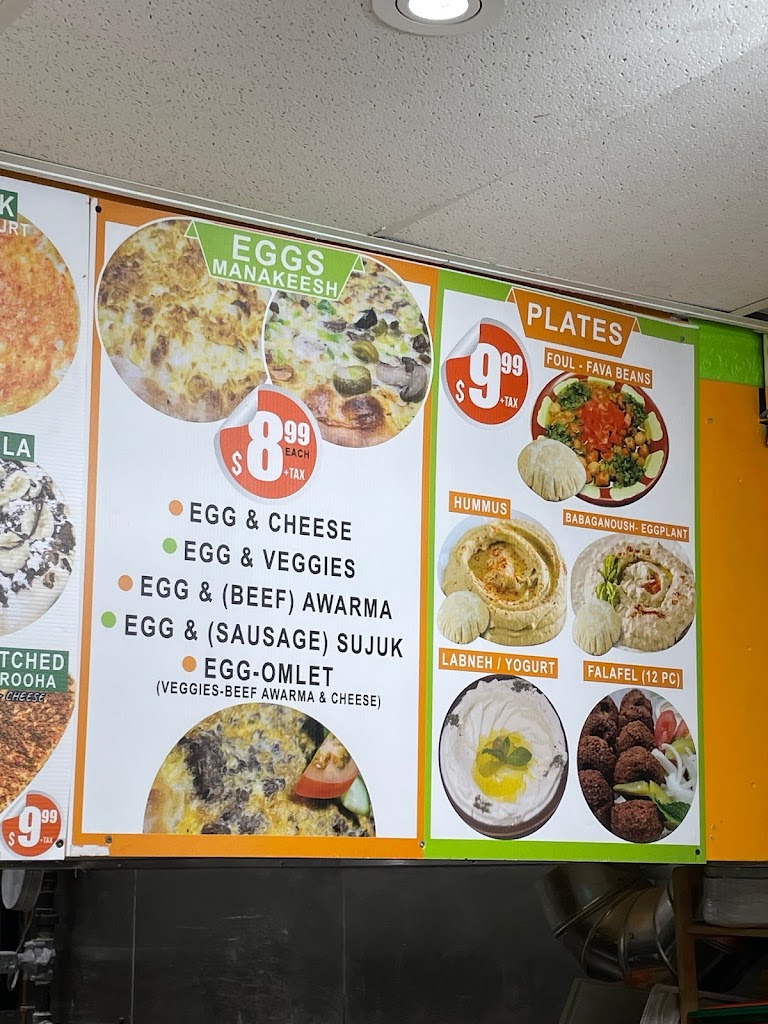 K
URT
LA
TCHED
ROOHA
CHEESE
$9.99
+TAX
EGGS
MANAKEESH
$8.99
EACH
+TAX
EGG & CHEESE
EGG & VEGGIES
EGG & (BEEF) AWARMA
EGG & (SAUSAGE) SUJUK
EGG-OMLET
(VEGGIES-BEEF AWARMA & CHEESE)
PLATES
$9.99
+TAX
FOUL - FAVA BEANS
HUMMUS
BABAGANOUSH- EGGPLANT
LABNEH / YOGURT
FALAFEL (12 PC)